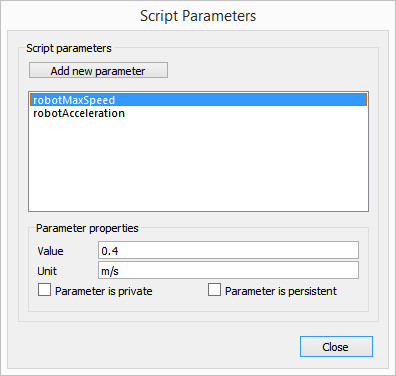 Script Parameters
Script parameters
Add new parameter
robotMaxSpeed
robotAcceleration
Parameter properties
Value 0.4
Unit m/s
Parameter is private Parameter is persistent
Close